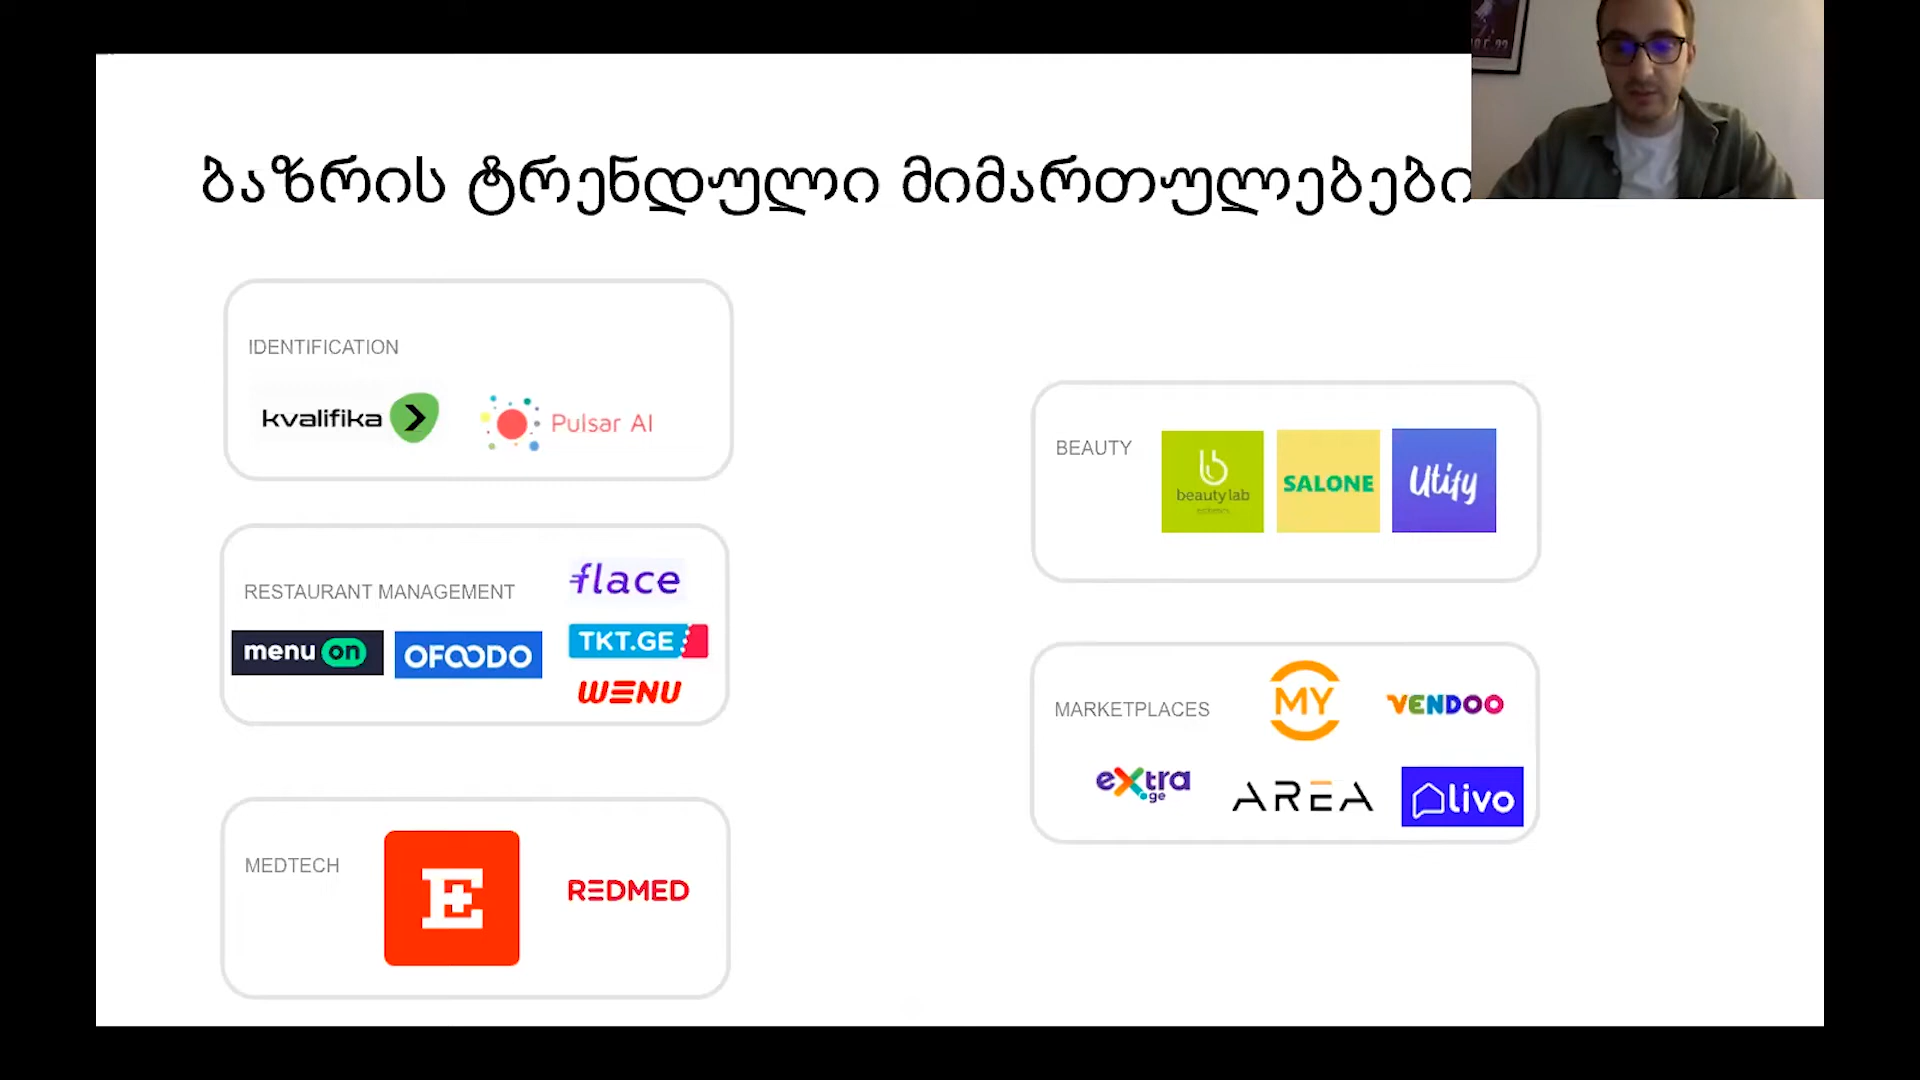 ბაზრის ტრენდული მიმართულებები
IDENTIFICATION
kvalifika
Pulsar AI
RESTAURANT MANAGEMENT
flace
menu on
OFOODO
TKT.GE
WENU
MEDTECH
E
REDMED
BEAUTY
beauty lab
SALONE
Utify
MARKETPLACES
MY
VENDOO
extra
.ge
AREA
livo